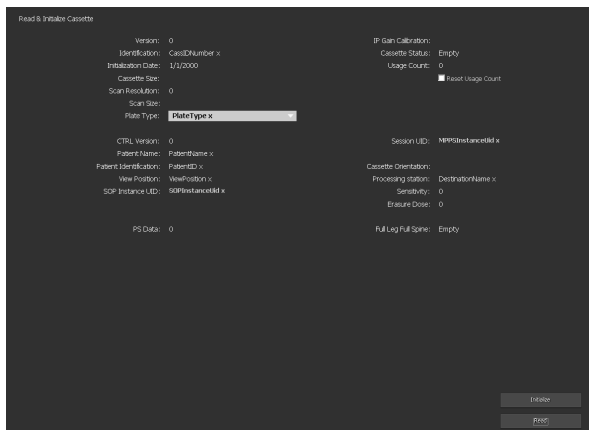 Read & Initialize Cassette
Version: 0 IP Gain Calibration:
Identification: CassIDNumber x Cassette Status: Empty
Initialization Date: 1/1/2000 Usage Count: 0
Cassette Size: Reset Usage Count
Scan Resolution: 0
Scan Size:
Plate Type: PlateType x
CTRL Version: 0 Session UID: MPPSInstanceUid x
Patient Name: PatientName x
Patient Identification: PatientID x Cassette Orientation:
View Position: ViewPosition x Processing station: DestinationName x
SOP Instance UID: SOPInstanceUid x Sensitivity: 0
Erasure Dose: 0
PS Data: 0 Full Leg Full Spine: Empty
Initialize
Read